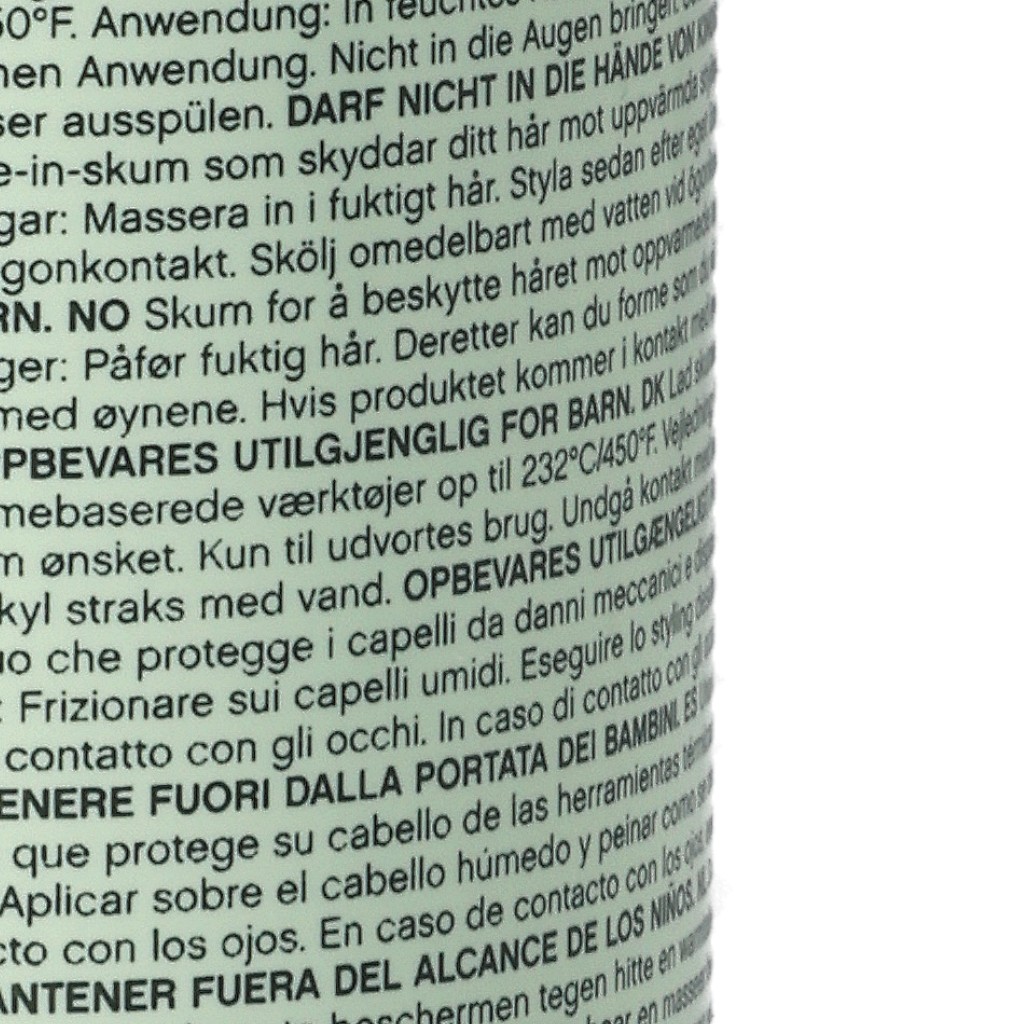 50°F. Anwendung: In
nen Anwendung. Nicht in die Augen bringen.
ser ausspülen. DARF NICHT IN DIE HÄNDE VON
e-in-skum som skyddar ditt hår mot uppvärmda
gar: Massera in i fuktigt hår. Styla sedan efter eget
gonkontakt. Skölj omedelbart med vatten vid
RN. NO Skum for å beskytte håret mot oppvarmede
ger: Påfør fuktig hår. Deretter kan du forme som du
med øynene. Hvis produktet kommer i kontakt med
PBEVARES UTILGJENGLIG FOR BARN. DK Lad
mebaserede værktøjer op til 232°C/450°F. Vejledning
m ønsket. Kun til udvortes brug. Undgå kontakt
kyl straks med vand. OPBEVARES UTILGÆNGELIGT
uo che protegge i capelli da danni meccanici e
: Frizionare sui capelli umidi. Eseguire lo styling
contatto con gli occhi. In caso di contatto con gli
ENERE FUORI DALLA PORTATA DEI BAMBINI. ES
que protege su cabello de las herramientas
Aplicar sobre el cabello húmedo y peinar como se
cto con los ojos. En caso de contacto con los ojos
ANTENER FUERA DEL ALCANCE DE LOS NIÑOS.
beschermen tegen hitte en
en